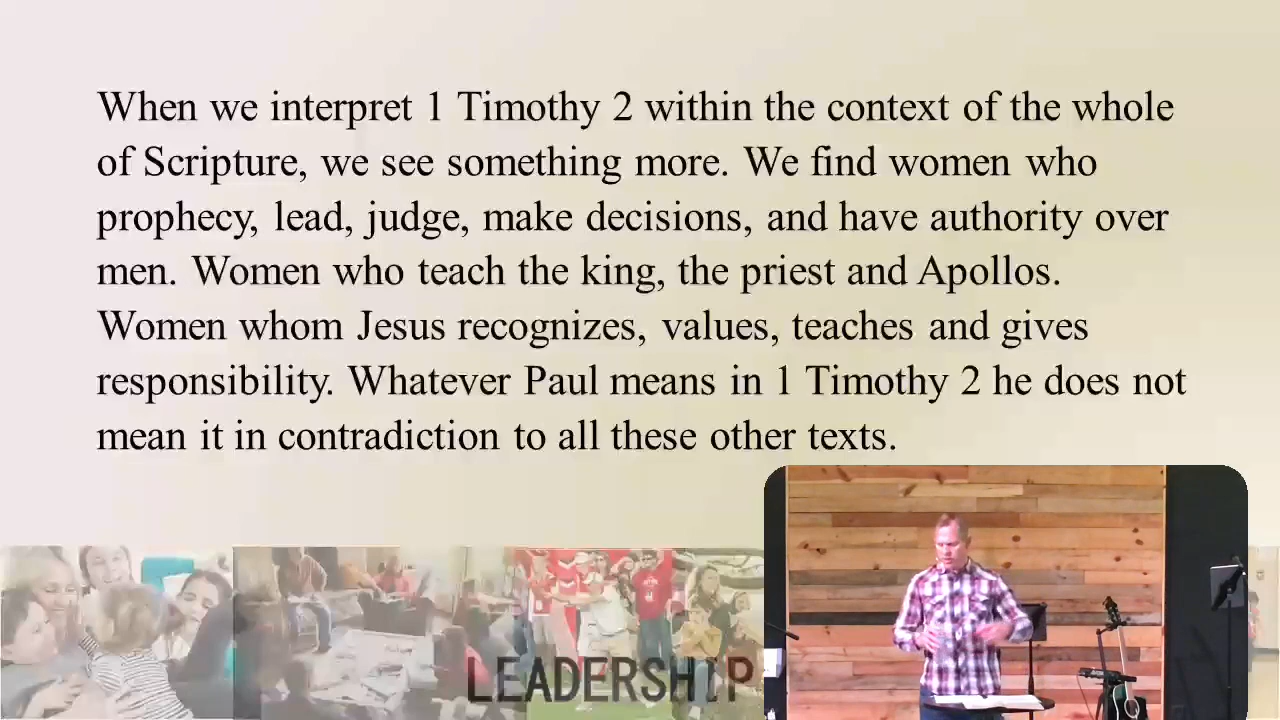 When we interpret 1 Timothy 2 within the context of the whole
of Scripture, we see something more. We find women who
prophecy, lead, judge, make decisions, and have authority over
men. Women who teach the king, the priest and Apollos.
Women whom Jesus recognizes, values, teaches and gives
responsibility. Whatever Paul means in 1 Timothy 2 he does not
mean it in contradiction to all these other texts.
LEADERSHIP